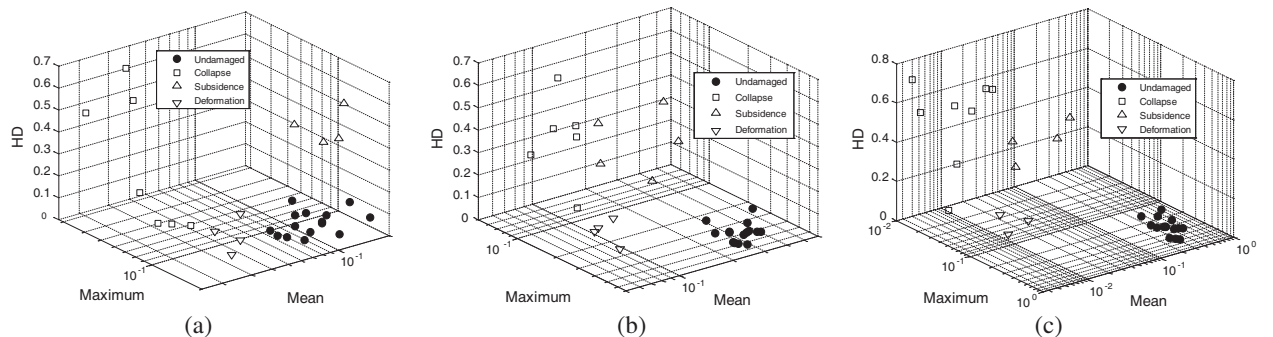 0.7
0.6
0.5
0.4
0.3
0.2
0.1
0
HD
Undamaged
Collapse
Subsidence
Deformation
10-1
10-1
Maximum
Mean
(a)
0.7
0.6
0.5
0.4
0.3
0.2
0.1
0
HD
Undamaged
Collapse
Subsidence
Deformation
10-1
10-1
Maximum
Mean
(b)
0.8
0.6
0.4
0.2
0
HD
Undamaged
Collapse
Subsidence
Deformation
10-2
10-1
100
10-2
10-1
100
Maximum
Mean
(c)